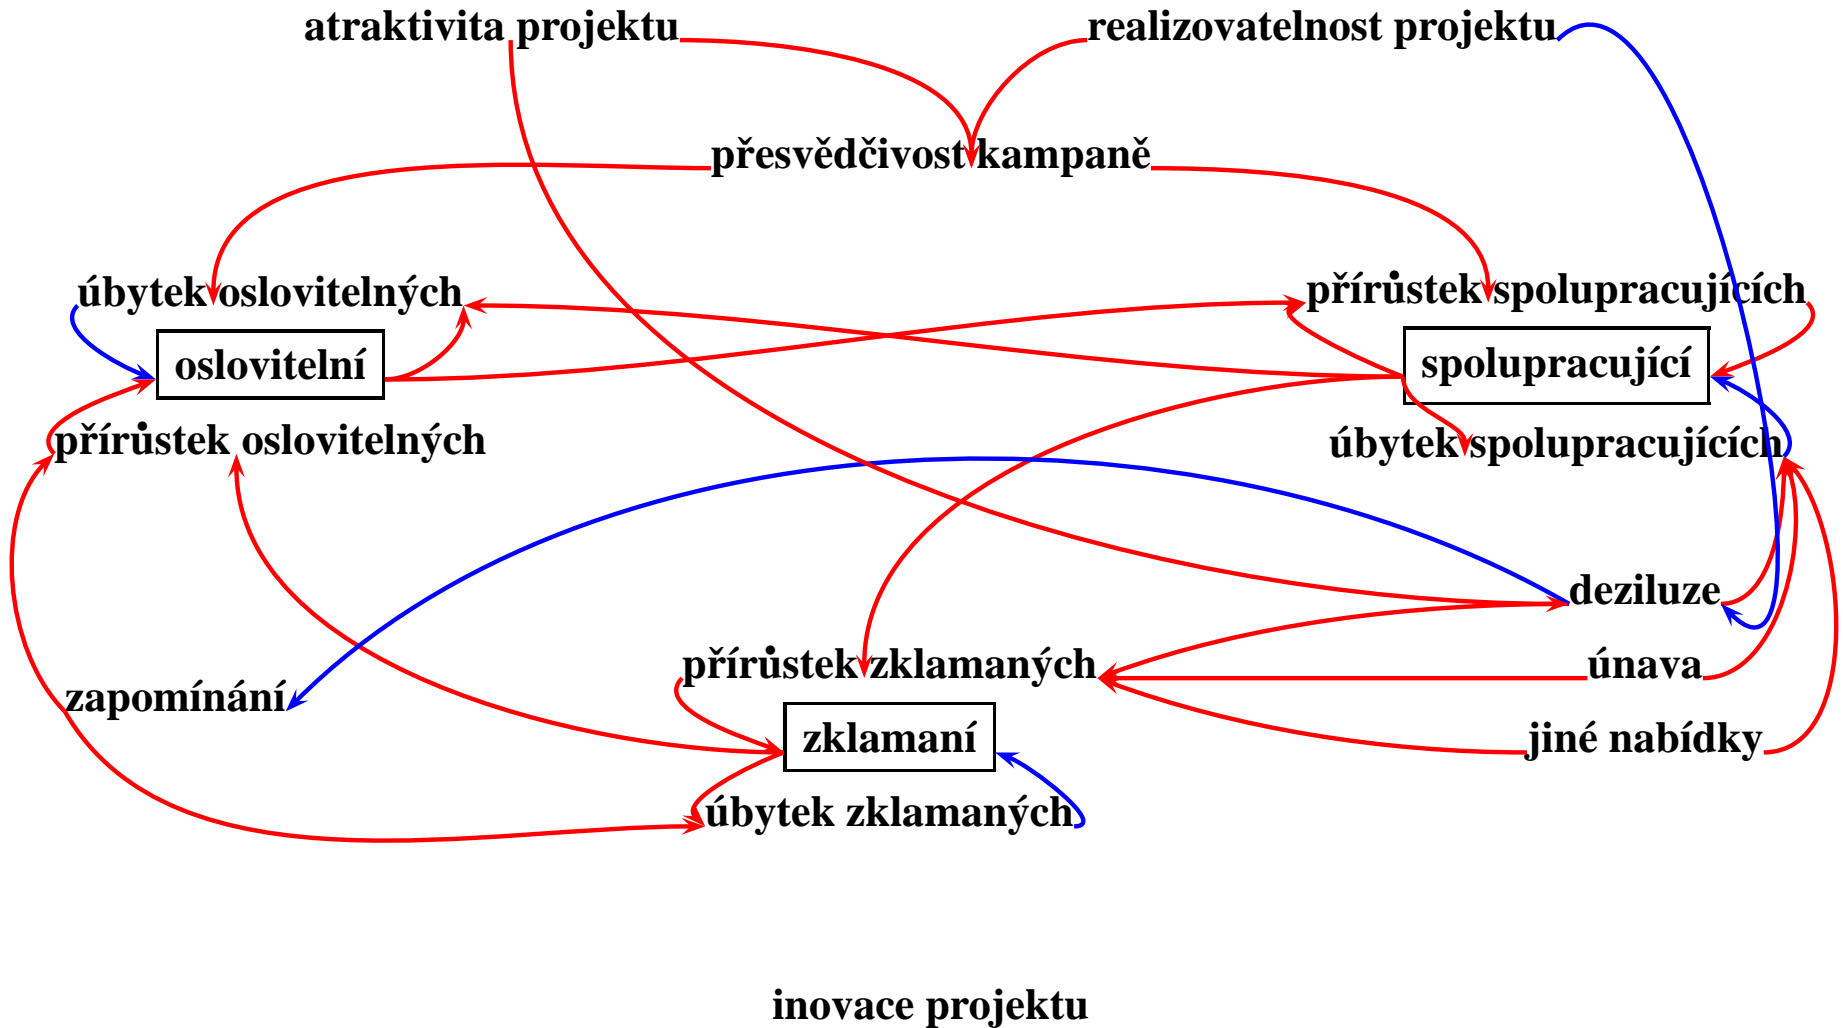 atraktivita projektu
realizovatelnost projektu
přesvědčivost kampaně
úbytek oslovitelných
přírůstek spolupracujících
oslovitelní
spolupracující
přírůstek oslovitelných
úbytek spolupracujících
deziluze
přírůstek zklamaných
únava
zapomínání
zklamaní
jiné nabídky
úbytek zklamaných
inovace projektu